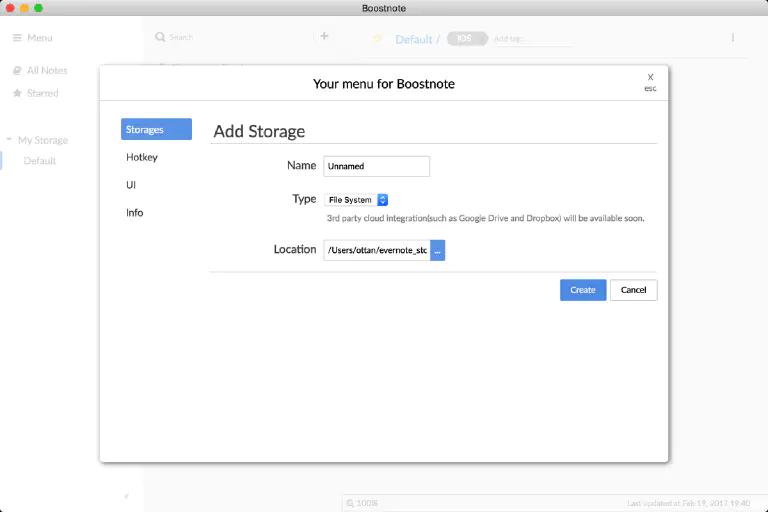 Boostnote
Menu
Search
+
Default /
IOS
Add tag...
All Notes
Starred
My Storage
Default
Your menu for Boostnote
X
esc
Storages
Hotkey
UI
Info
Add Storage
Name
Unnamed
Type
File System
3rd party cloud integration(such as Google Drive and Dropbox) will be available soon.
Location
/Users/ottan/evernote_sto
...
Create
Cancel
100%
Last updated at Feb 19, 2017 19:40